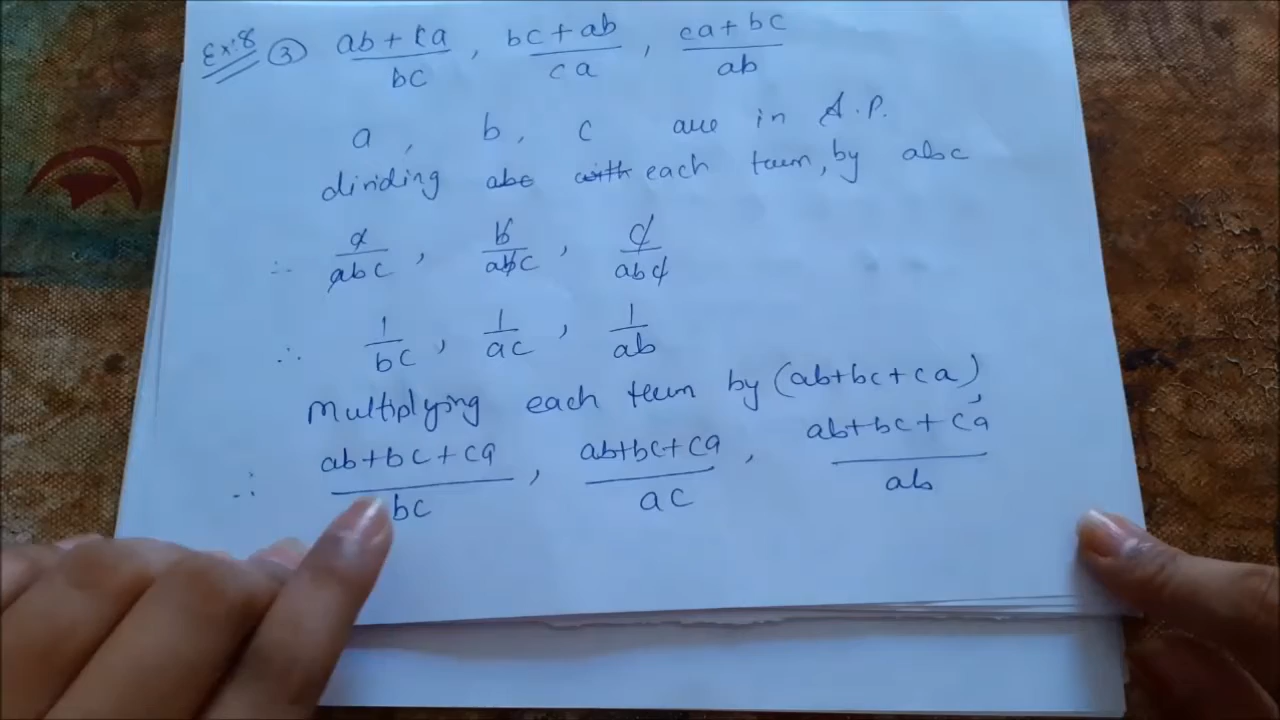 Ex:8 ③ ab + ca / bc , bc + ab / ca , ca + bc / ab
a , b , c are in A.P.
dividing abc with each term, by abc
∴ a / abc , b / abc , c / abc
∴ 1 / bc , 1 / ac , 1 / ab
Multiplying each term by (ab+bc+ca),
∴ ab+bc+ca / bc , ab+bc+ca / ac , ab+bc+ca / ab